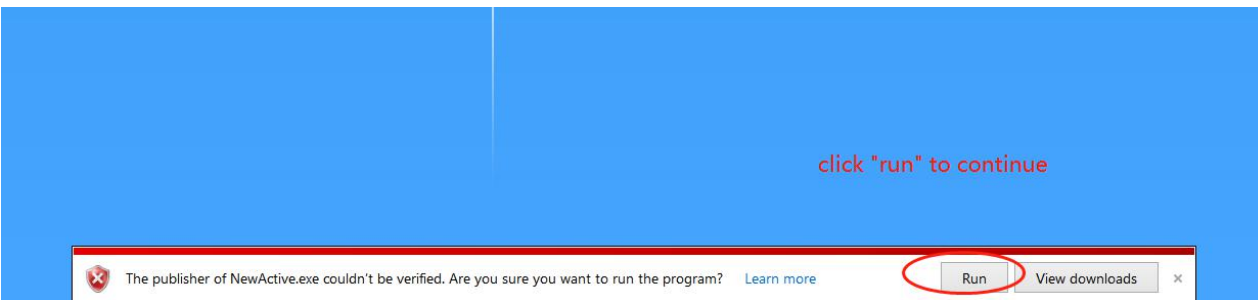 click "run" to continue
The publisher of NewActive.exe couldn't be verified. Are you sure you want to run the program? Learn more Run View downloads ×